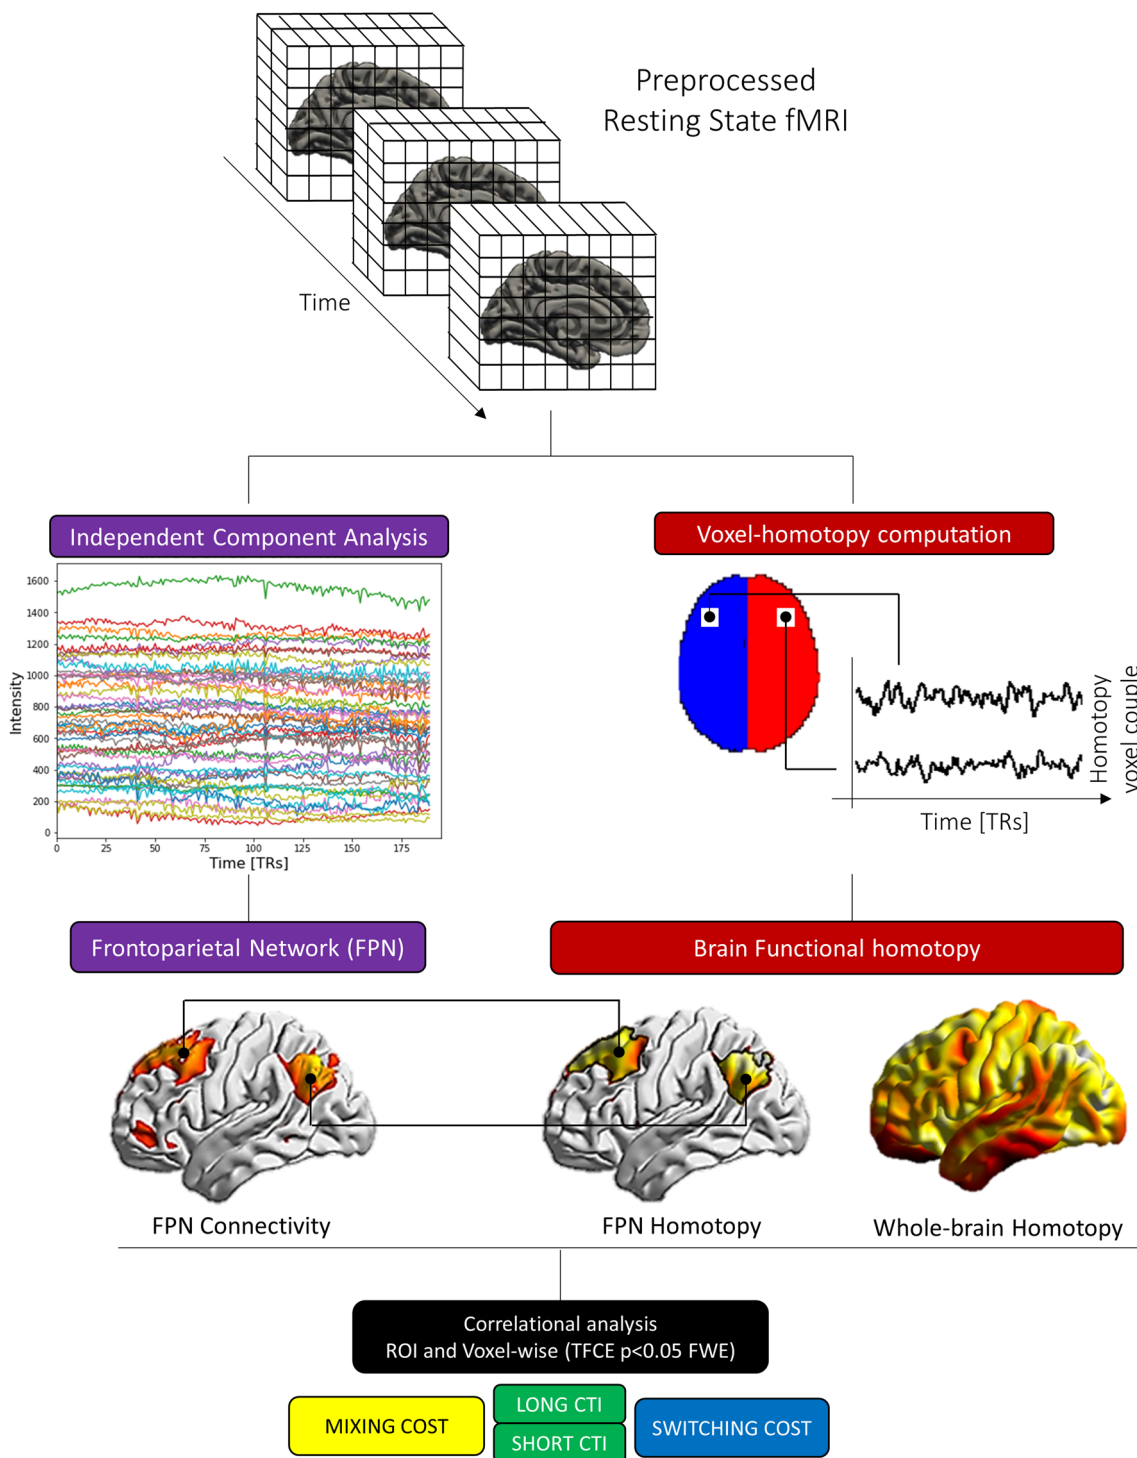 Preprocessed
Resting State fMRI
Time
Independent Component Analysis
Voxel-homotopy computation
1600
1400
1200
1000
800
600
400
200
0
Intensity
0
25
50
75
100
125
150
175
Time [TRs]
Homotopy
voxel couple
Time [TRs]
Frontoparietal Network (FPN)
Brain Functional homotopy
FPN Connectivity
FPN Homotopy
Whole-brain Homotopy
Correlational analysis
ROI and Voxel-wise (TFCE p<0.05 FWE)
MIXING COST
LONG CTI
SHORT CTI
SWITCHING COST